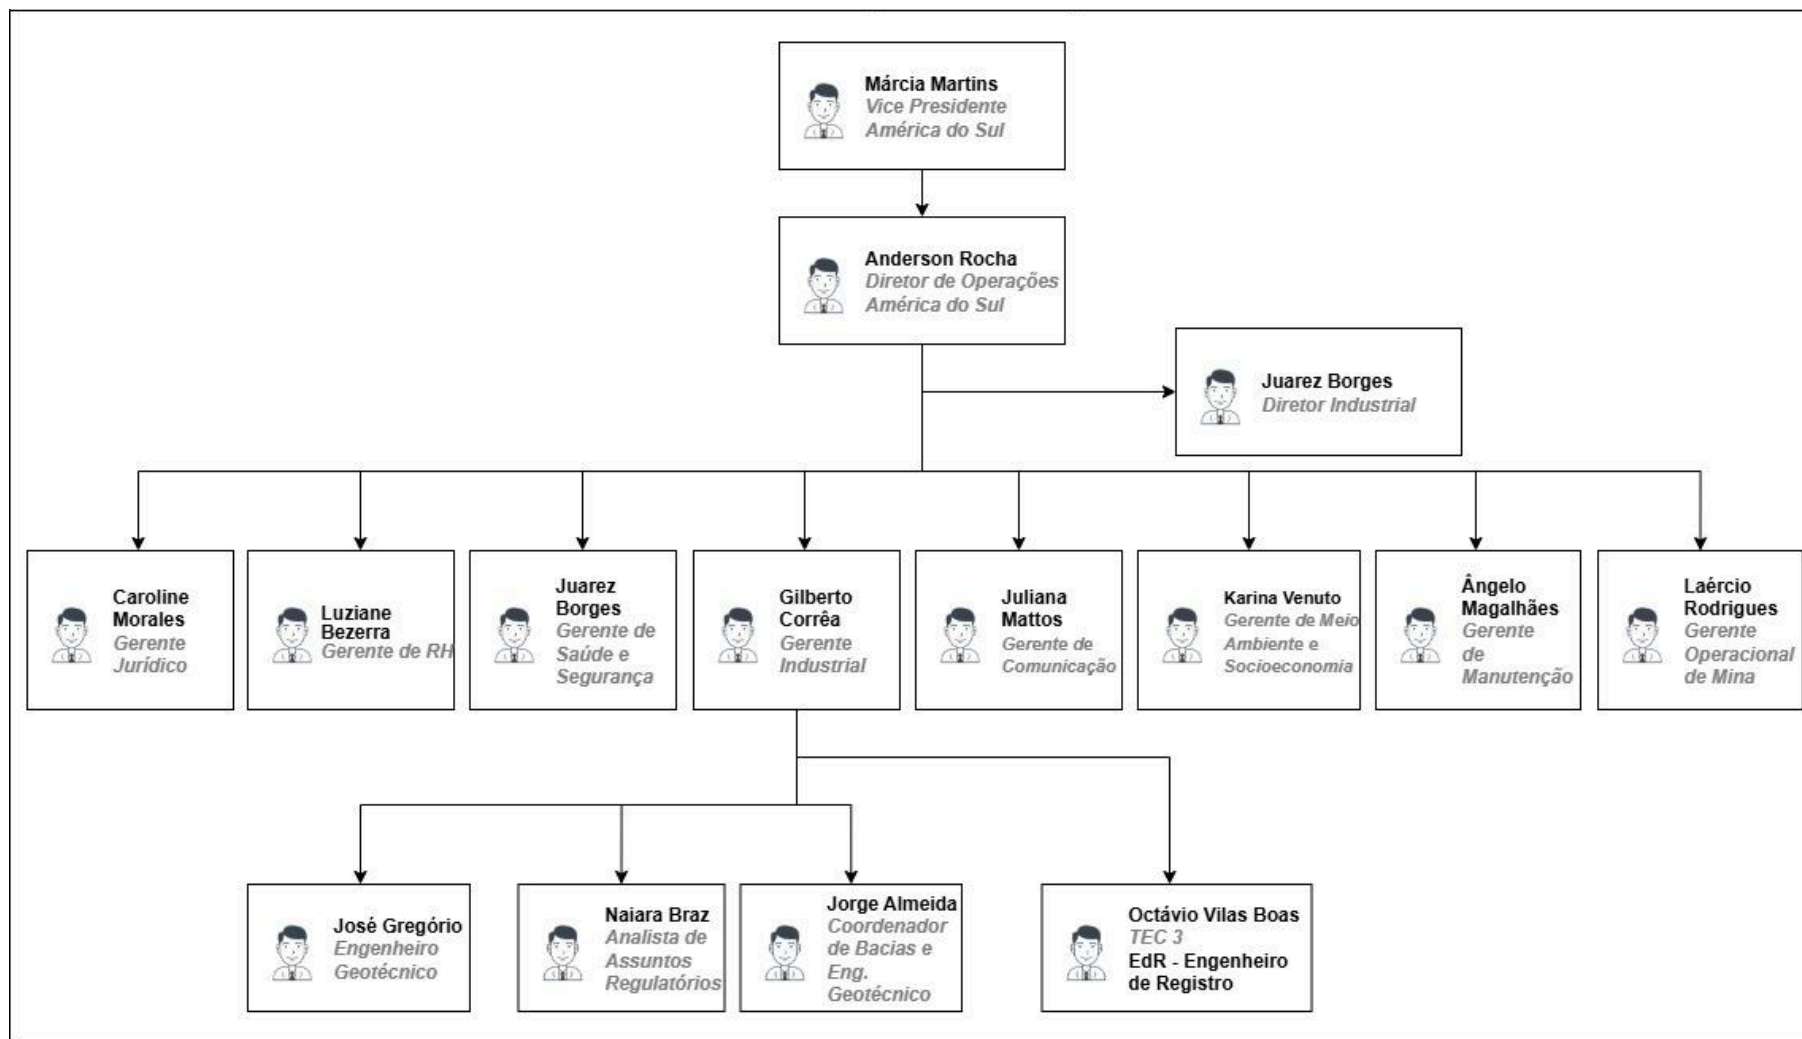 Márcia Martins
Vice Presidente
América do Sul
Anderson Rocha
Diretor de Operações
América do Sul
Juarez Borges
Diretor Industrial
Caroline
Morales
Gerente
Jurídico
Luziane
Bezerra
Gerente de RH
Juarez
Borges
Gerente de
Saúde e
Segurança
Gilberto
Corrêa
Gerente
Industrial
Juliana
Mattos
Gerente de
Comunicação
Karina Venuto
Gerente de Meio
Ambiente e
Socioeconomia
Ângelo
Magalhães
Gerente
de
Manutenção
Laércio
Rodrigues
Gerente
Operacional
de Mina
José Gregório
Engenheiro
Geotécnico
Naiara Braz
Analista de
Assuntos
Regulatórios
Jorge Almeida
Coordenador
de Bacias e
Eng.
Geotécnico
Octávio Vilas Boas
TEC 3
EdR - Engenheiro
de Registro